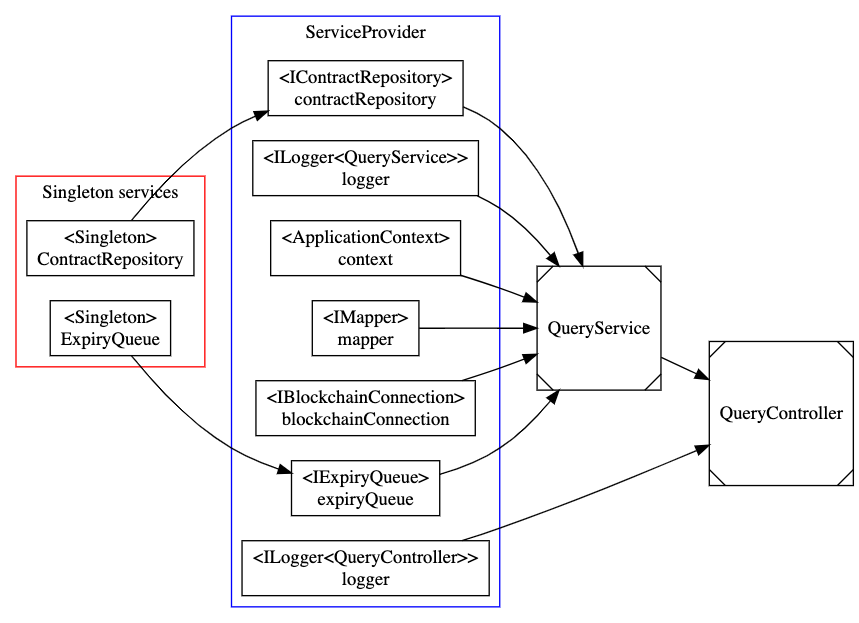 ServiceProvider
<IContractRepository>
contractRepository
<ILogger<QueryService>>
logger
Singleton services
<Singleton>
ContractRepository
<ApplicationContext>
context
<Singleton>
ExpiryQueue
<IMapper>
mapper
QueryService
<IBlockchainConnection>
blockchainConnection
QueryController
<IExpiryQueue>
expiryQueue
<ILogger<QueryController>>
logger